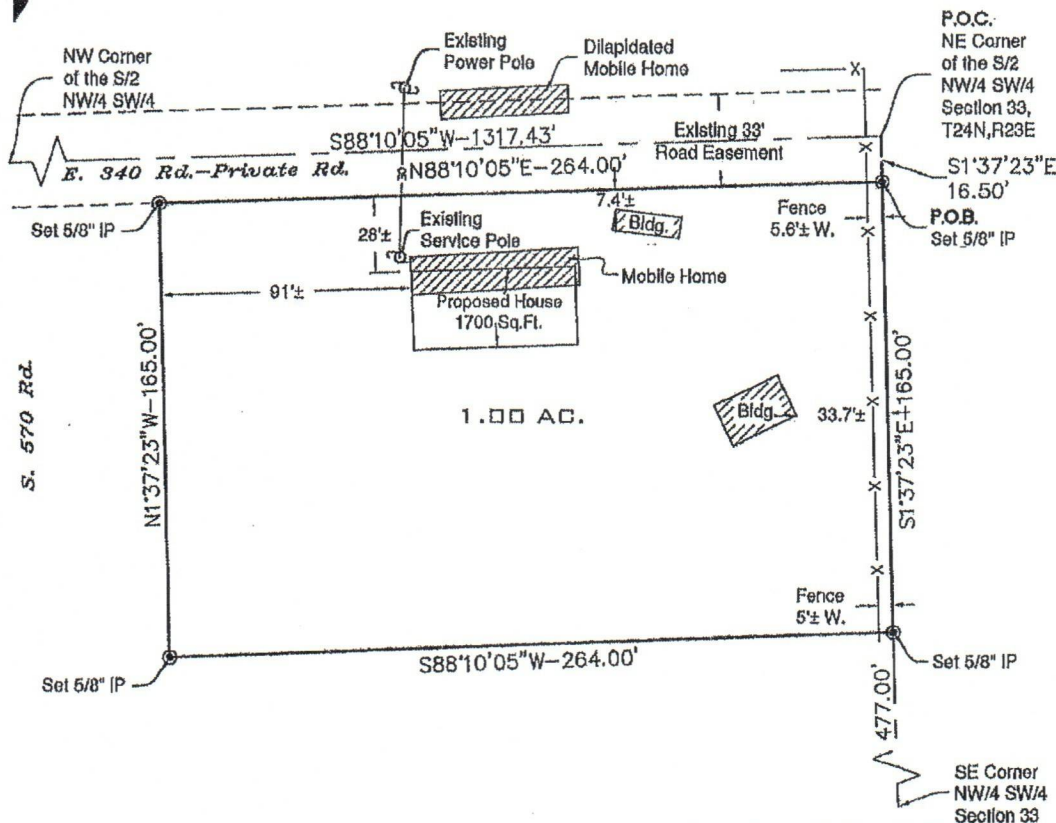 P.O.C.
NE Corner
of the S/2
NW/4 SW/4
Section 33,
T24N,R23E
NW Corner
of the S/2
NW/4 SW/4
Existing
Power Pole
Dilapidated
Mobile Home
X
S88°10'05"W-1317.43'
Existing 33'
Road Easement
X
E. 340 Rd.-Private Rd.
N88°10'05"E-264.00'
S1°37'23"E
16.50'
7.4'±
Set 5/8" IP
28'±
Existing
Service Pole
Bldg.
Fence
5.6'± W.
P.O.B.
Set 5/8" IP
X
91'±
Mobile Home
Proposed House
1700 Sq.Ft.
X
S. 570 Rd.
N1°37'23"W-165.00'
1.00 AC.
Bldg.
33.7'±
X
S1°37'23"E-165.00'
X
X
Fence
5'± W.
S88°10'05"W-264.00'
Set 5/8" IP
Set 5/8" IP
477.00'
SE Corner
NW/4 SW/4
Section 33